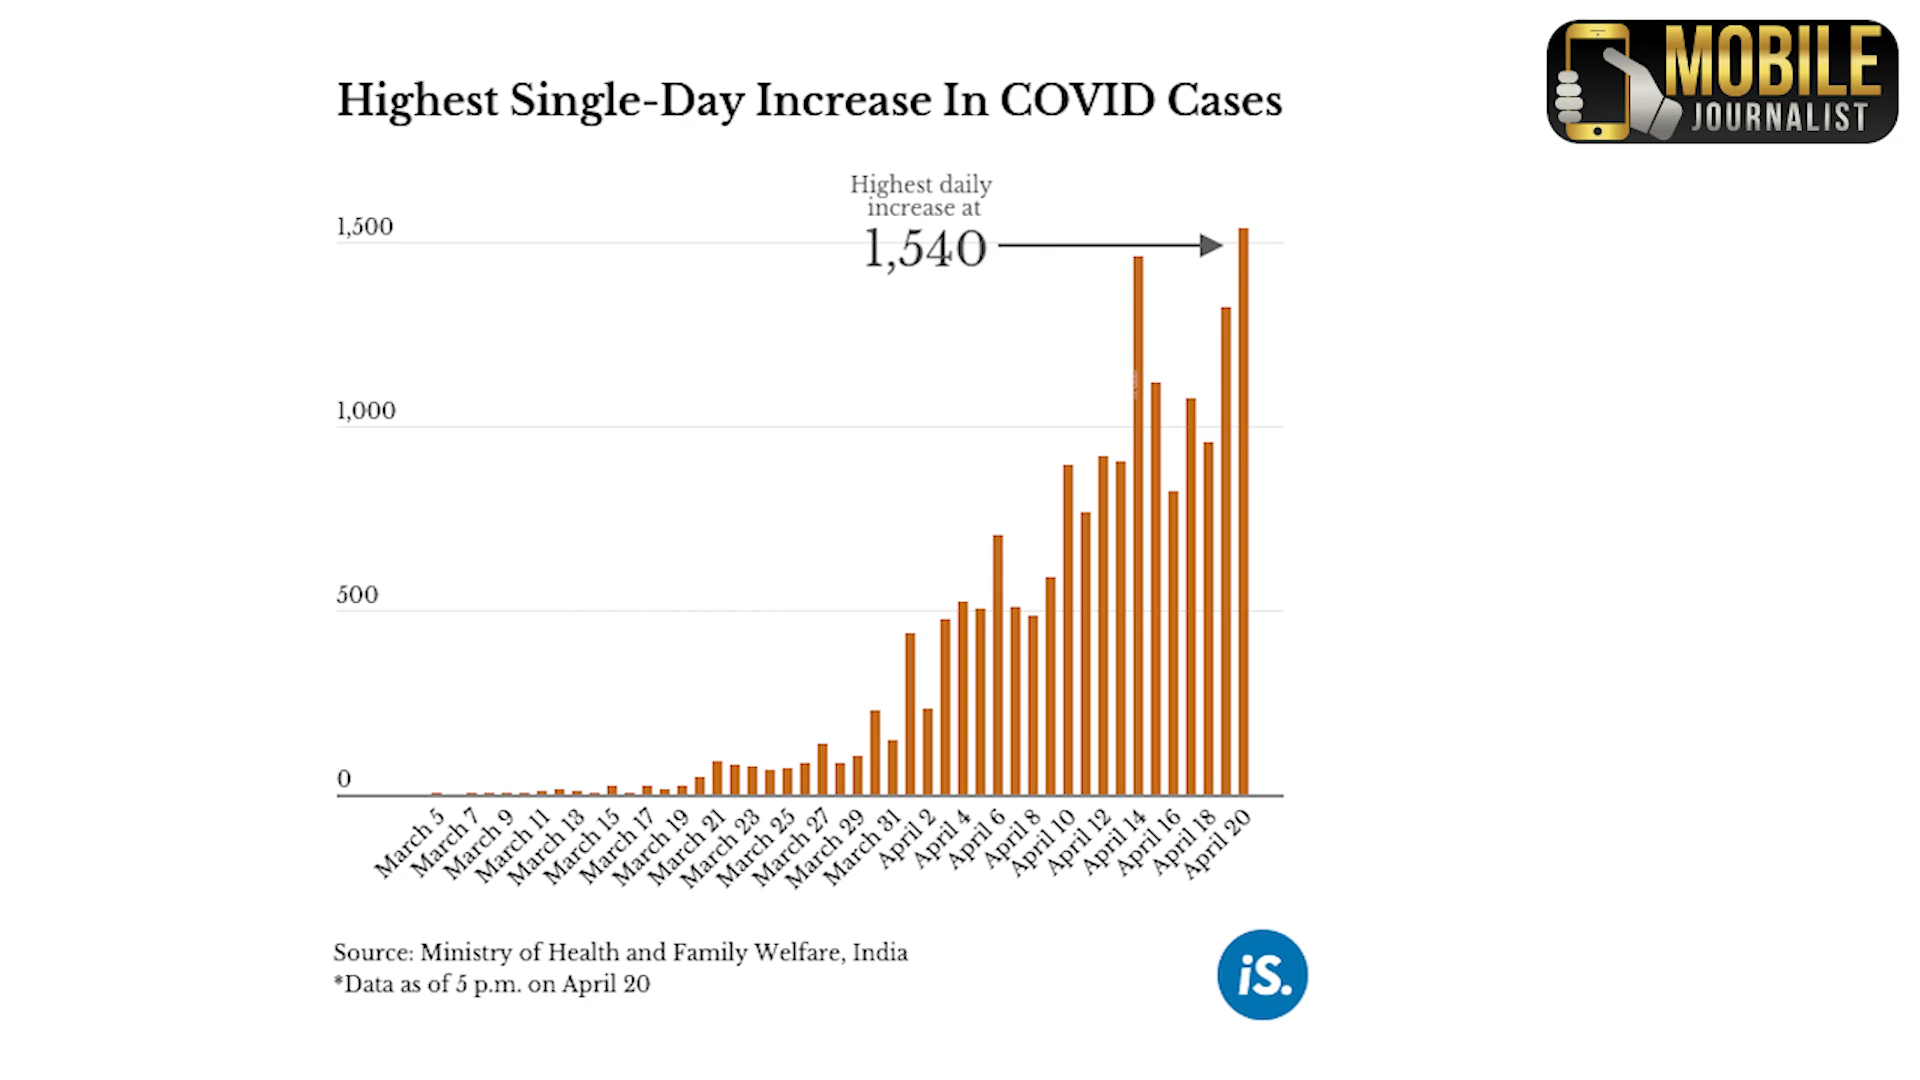 MOBILE
JOURNALIST
Highest Single-Day Increase In COVID Cases
Highest daily
increase at
1,540
1,500
1,000
500
0
March 5
March 7
March 9
March 11
March 13
March 15
March 17
March 19
March 21
March 23
March 25
March 27
March 29
March 31
April 2
April 4
April 6
April 8
April 10
April 12
April 14
April 16
April 18
April 20
Source: Ministry of Health and Family Welfare, India
*Data as of 5 p.m. on April 20
iS.